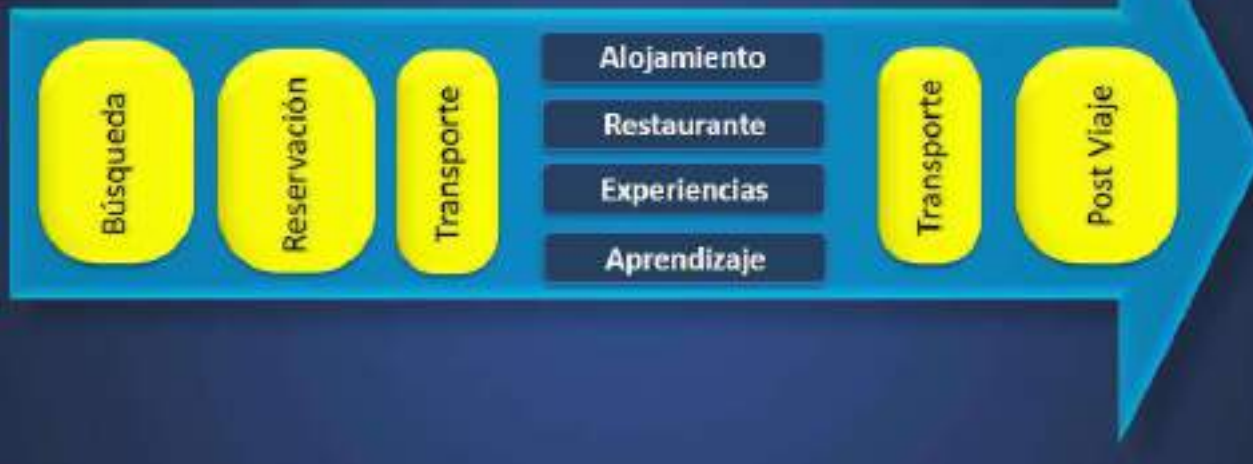 Búsqueda
Reservación
Transporte
Alojamiento
Restaurante
Experiencias
Aprendizaje
Transporte
Post Viaje